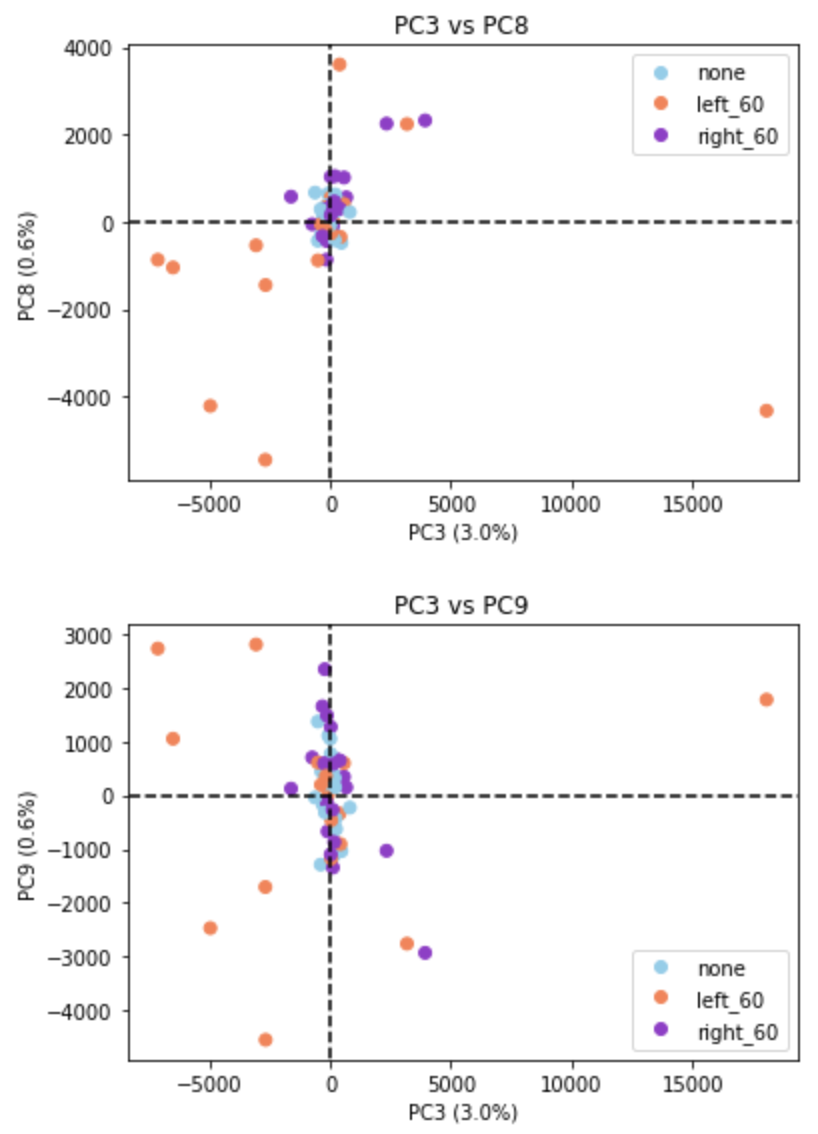 PC3 vs PC8
4000
2000
0
−2000
−4000
PC8 (0.6%)
none
left_60
right_60
−5000 0 5000 10000 15000
PC3 (3.0%)
PC3 vs PC9
3000
2000
1000
0
−1000
−2000
−3000
−4000
PC9 (0.6%)
none
left_60
right_60
−5000 0 5000 10000 15000
PC3 (3.0%)